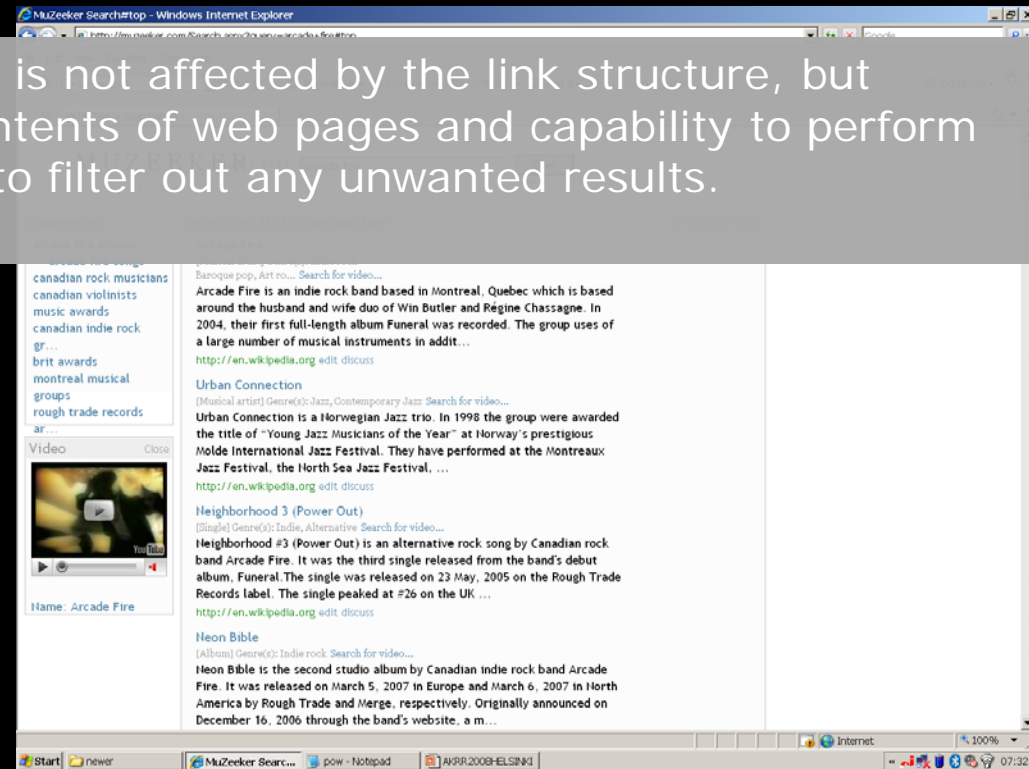 MuZeeker Search#top - Windows Internet Explorer
http://muzeeker.com/Search.aspx?query=arcade+fire#top
Google
is not affected by the link structure, but
ntents of web pages and capability to perform
to filter out any unwanted results.
MUZEEKER
canadian rock musicians
canadian violinists
music awards
canadian indie rock
gr...
brit awards
montreal musical
groups
rough trade records
ar...
Video Close
YouTube
Name: Arcade Fire
Baroque pop, Art ro... Search for video...
Arcade Fire is an indie rock band based in Montreal, Quebec which is based
around the husband and wife duo of Win Butler and Régine Chassagne. In
2004, their first full-length album Funeral was recorded. The group uses of
a large number of musical instruments in addit...
http://en.wikipedia.org edit discuss
Urban Connection
[Musical artist] Genre(s): Jazz, Contemporary Jazz Search for video...
Urban Connection is a Norwegian Jazz trio. In 1998 the group were awarded
the title of "Young Jazz Musicians of the Year" at Norway's prestigious
Molde International Jazz Festival. They have performed at the Montreaux
Jazz Festival, the North Sea Jazz Festival, ...
http://en.wikipedia.org edit discuss
Neighborhood 3 (Power Out)
[Single] Genre(s): Indie, Alternative Search for video...
Neighborhood #3 (Power Out) is an alternative rock song by Canadian rock
band Arcade Fire. It was the third single released from the band's debut
album, Funeral.The single was released on 23 May, 2005 on the Rough Trade
Records label. The single peaked at #26 on the UK ...
http://en.wikipedia.org edit discuss
Neon Bible
[Album] Genre(s): Indie rock Search for video...
Neon Bible is the second studio album by Canadian indie rock band Arcade
Fire. It was released on March 5, 2007 in Europe and March 6, 2007 in North
America by Rough Trade and Merge, respectively. Originally announced on
December 16, 2006 through the band's website, a m...
Internet 100%
Start newer MuZeeker Searc... pow - Notepad AKRR2008HELSINKI 07:32